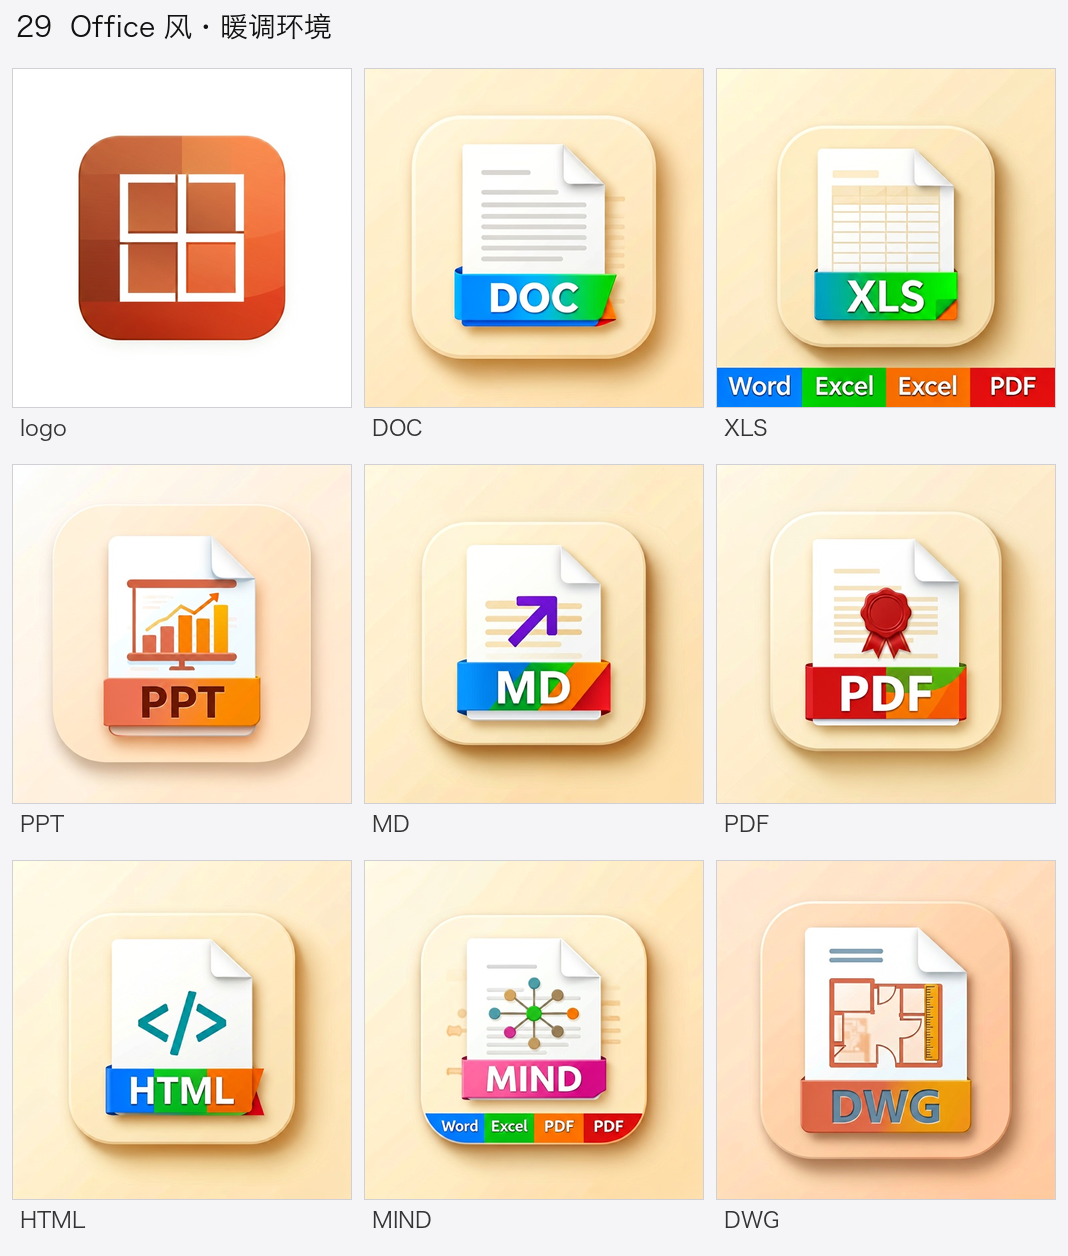 29 Office 风·暖调环境
logo
DOC
DOC
XLS
Word Excel Excel PDF
XLS
PPT
PPT
MD
MD
PDF
PDF
HTML
HTML
MIND
Word Excel PDF PDF
MIND
DWG
DWG